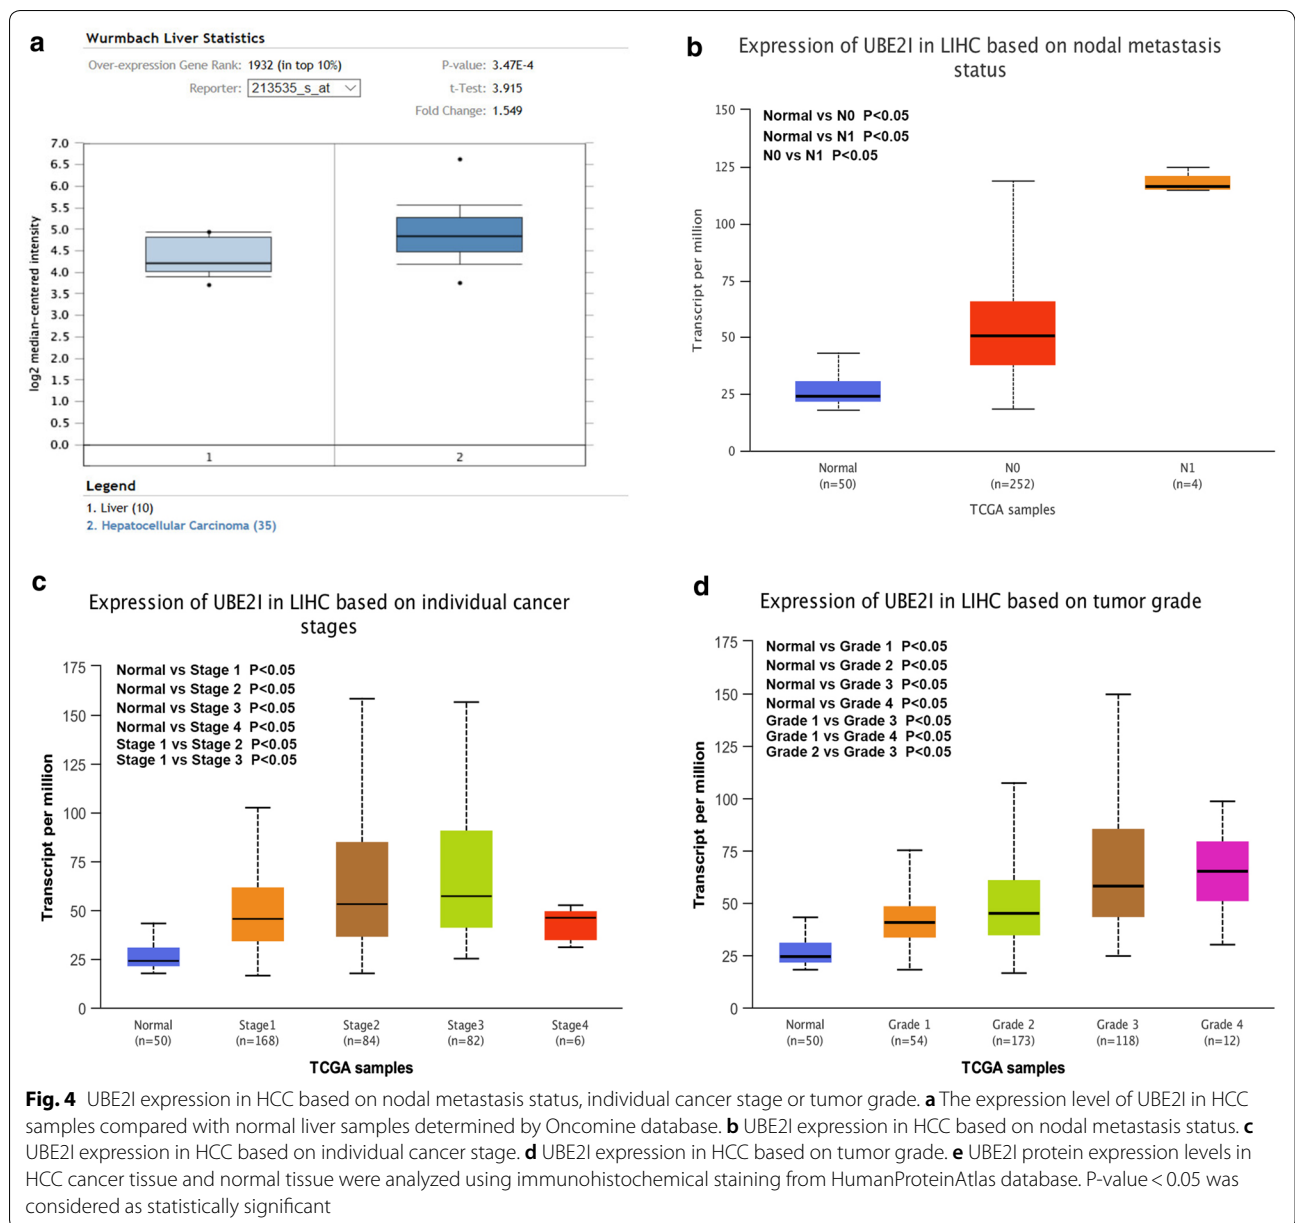 a
Wurmbach Liver Statistics
Over-expression Gene Rank: 1932 (in top 10%)
P-value: 3.47E-4
Reporter: 213535_s_at
t-Test: 3.915
Fold Change: 1.549
log2 median-centered intensity
7.0
6.5
6.0
5.5
5.0
4.5
4.0
3.5
3.0
2.5
2.0
1.5
1.0
0.5
0.0
1
2
Legend
1. Liver (10)
2. Hepatocellular Carcinoma (35)
b
Expression of UBE2I in LIHC based on nodal metastasis
status
Normal vs N0 P<0.05
Normal vs N1 P<0.05
N0 vs N1 P<0.05
Transcript per million
150
125
100
75
50
25
0
Normal
(n=50)
N0
(n=252)
N1
(n=4)
TCGA samples
c
Expression of UBE2I in LIHC based on individual cancer
stages
Normal vs Stage 1 P<0.05
Normal vs Stage 2 P<0.05
Normal vs Stage 3 P<0.05
Normal vs Stage 4 P<0.05
Stage 1 vs Stage 2 P<0.05
Stage 1 vs Stage 3 P<0.05
Transcript per million
175
150
125
100
75
50
25
0
Normal
(n=50)
Stage1
(n=168)
Stage2
(n=84)
Stage3
(n=82)
Stage4
(n=6)
TCGA samples
d
Expression of UBE2I in LIHC based on tumor grade
Normal vs Grade 1 P<0.05
Normal vs Grade 2 P<0.05
Normal vs Grade 3 P<0.05
Normal vs Grade 4 P<0.05
Grade 1 vs Grade 3 P<0.05
Grade 1 vs Grade 4 P<0.05
Grade 2 vs Grade 3 P<0.05
Transcript per million
175
150
125
100
75
50
25
0
Normal
(n=50)
Grade 1
(n=54)
Grade 2
(n=173)
Grade 3
(n=118)
Grade 4
(n=12)
TCGA samples
Fig. 4 UBE2I expression in HCC based on nodal metastasis status, individual cancer stage or tumor grade. a The expression level of UBE2I in HCC
samples compared with normal liver samples determined by Oncomine database. b UBE2I expression in HCC based on nodal metastasis status. c
UBE2I expression in HCC based on individual cancer stage. d UBE2I expression in HCC based on tumor grade. e UBE2I protein expression levels in
HCC cancer tissue and normal tissue were analyzed using immunohistochemical staining from HumanProteinAtlas database. P-value < 0.05 was
considered as statistically significant